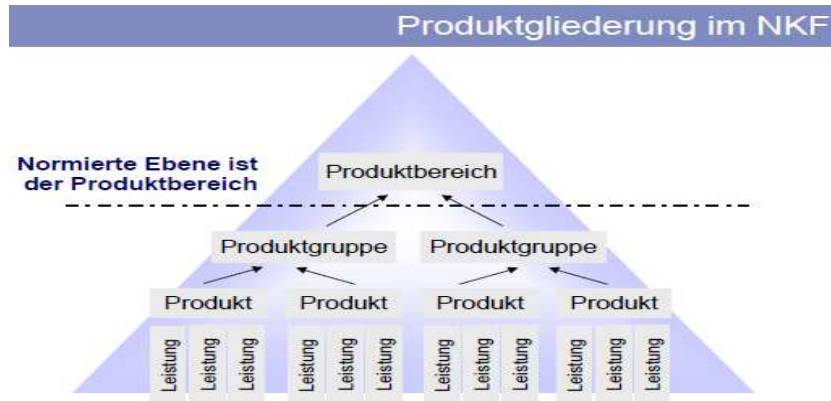 Produktgliederung im NKF
Normierte Ebene ist
der Produktbereich
Produktbereich
Produktgruppe Produktgruppe
Produkt Produkt Produkt Produkt
Leistung Leistung Leistung Leistung Leistung Leistung Leistung Leistung Leistung Leistung Leistung Leistung